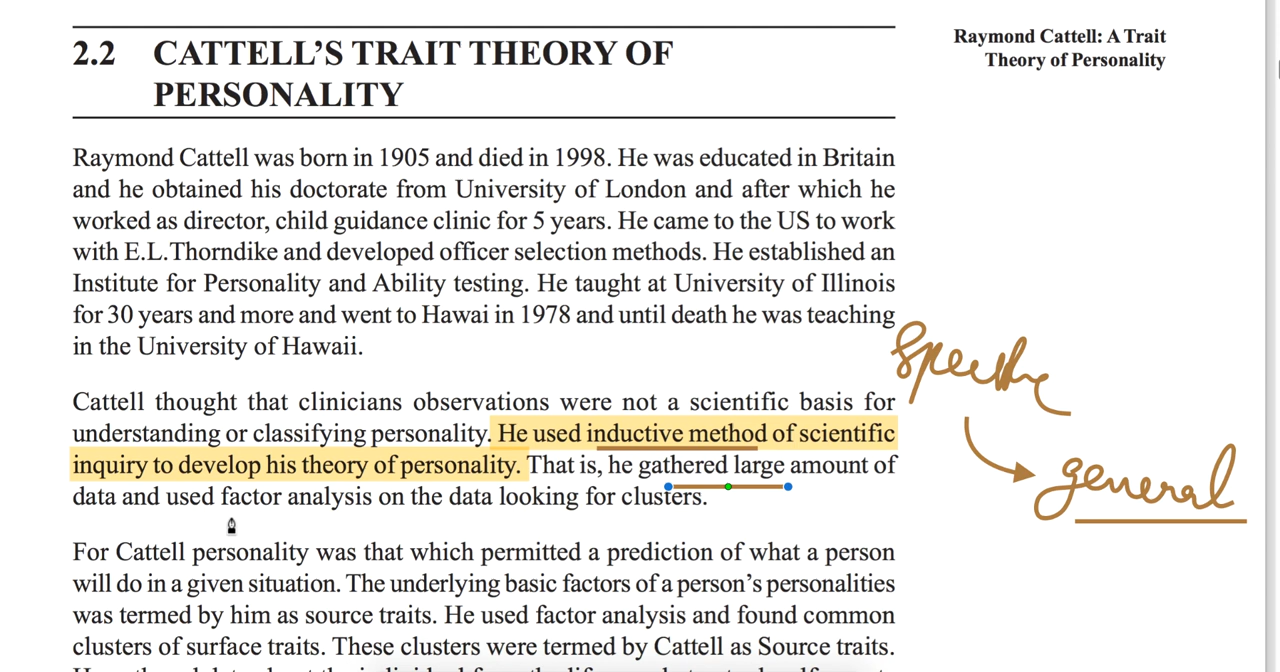 2.2 CATTELL’S TRAIT THEORY OF
PERSONALITY
Raymond Cattell: A Trait
Theory of Personality
Raymond Cattell was born in 1905 and died in 1998. He was educated in Britain
and he obtained his doctorate from University of London and after which he
worked as director, child guidance clinic for 5 years. He came to the US to work
with E.L.Thorndike and developed officer selection methods. He established an
Institute for Personality and Ability testing. He taught at University of Illinois
for 30 years and more and went to Hawai in 1978 and until death he was teaching
in the University of Hawaii.
Cattell thought that clinicians observations were not a scientific basis for
understanding or classifying personality. He used inductive method of scientific
inquiry to develop his theory of personality. That is, he gathered large amount of
data and used factor analysis on the data looking for clusters.
general
For Cattell personality was that which permitted a prediction of what a person
will do in a given situation. The underlying basic factors of a person’s personalities
was termed by him as source traits. He used factor analysis and found common
clusters of surface traits. These clusters were termed by Cattell as Source traits.